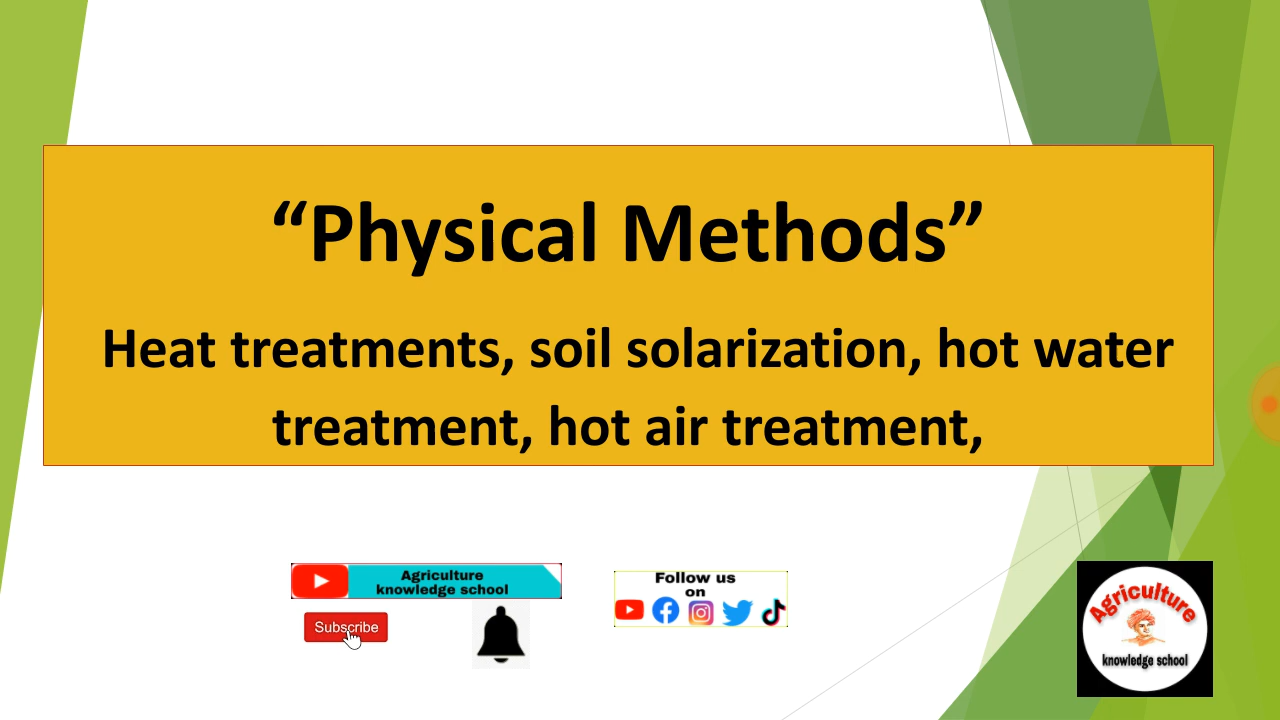 “Physical Methods”
Heat treatments, soil solarization, hot water
treatment, hot air treatment,
Agriculture
knowledge school
Subscribe
Follow us
on
Agriculture
knowledge school